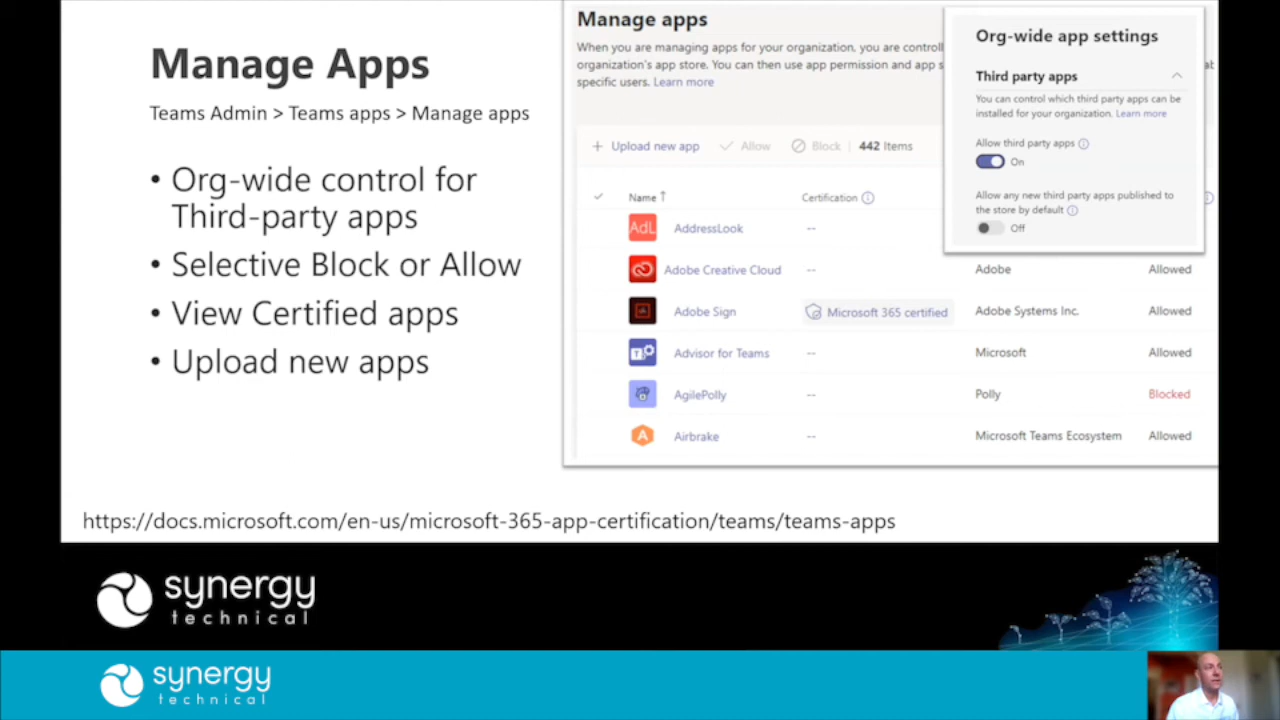 Manage Apps
Teams Admin > Teams apps > Manage apps
• Org-wide control for
Third-party apps
• Selective Block or Allow
• View Certified apps
• Upload new apps
Manage apps
When you are managing apps for your organization, you are control
organization's app store. You can then use app permission and app s
specific users. Learn more
+ Upload new app Allow Block 442 Items
Name ↑ Certification
AdL AddressLook --
Adobe Creative Cloud -- Adobe Allowed
Adobe Sign Microsoft 365 certified Adobe Systems Inc. Allowed
Advisor for Teams -- Microsoft Allowed
AgilePolly -- Polly Blocked
A Airbrake -- Microsoft Teams Ecosystem Allowed
Org-wide app settings
Third party apps
You can control which third party apps can be
installed for your organization. Learn more
Allow third party apps
On
Allow any new third party apps published to
the store by default
Off
at
https://docs.microsoft.com/en-us/microsoft-365-app-certification/teams/teams-apps
synergy
technical
synergy
technical